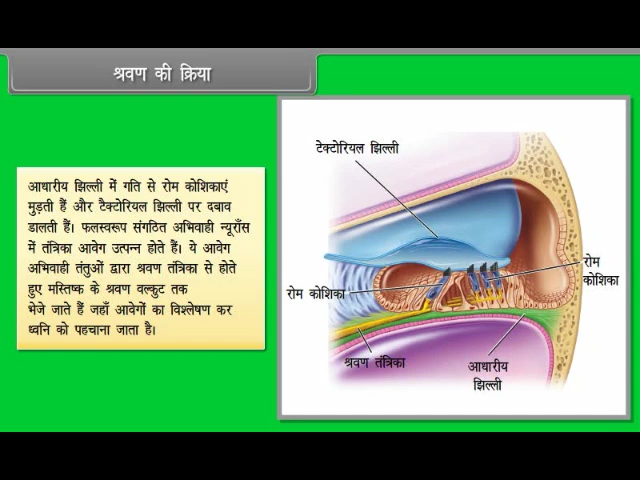 श्रवण की क्रिया
आधारीय झिल्ली में गति से रोम कोशिकाएं
मुड़ती हैं और टैक्टोरियल झिल्ली पर दबाव
डालती हैं। फलस्वरूप संगठित अभिवाही न्यूरॉंस
में तंत्रिका आवेग उत्पन्न होते हैं। ये आवेग
अभिवाही तंतुओं द्वारा श्रवण तंत्रिका से होते
हुए मस्तिष्क के श्रवण वल्कुट तक
भेजे जाते हैं जहाँ आवेगों का विश्लेषण कर
ध्वनि को पहचाना जाता है।
टेक्टोरियल झिल्ली
रोम कोशिका
रोम
कोशिका
श्रवण तंत्रिका
आधारीय
झिल्ली